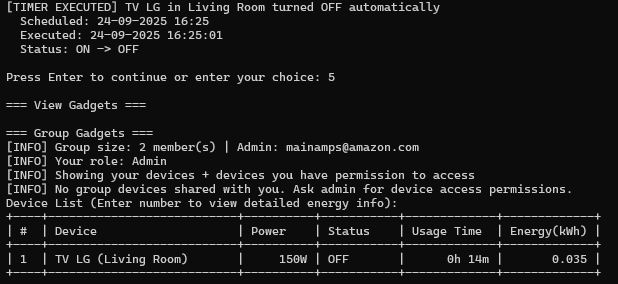 [TIMER EXECUTED] TV LG in Living Room turned OFF automatically
  Scheduled: 24-09-2025 16:25
  Executed: 24-09-2025 16:25:01
  Status: ON -> OFF
Press Enter to continue or enter your choice: 5
=== View Gadgets ===
=== Group Gadgets ===
[INFO] Group size: 2 member(s) | Admin: mainamps@amazon.com
[INFO] Your role: Admin
[INFO] Showing your devices + devices you have permission to access
[INFO] No group devices shared with you. Ask admin for device access permissions.
Device List (Enter number to view detailed energy info):
+----+---------------------------+----------+-----------+-------------+-------------+
| #  | Device                    | Power    | Status    | Usage Time  | Energy(kWh) |
+----+---------------------------+----------+-----------+-------------+-------------+
| 1  | TV LG (Living Room)       |     150W | OFF       |      0h 14m |       0.035 |
+----+---------------------------+----------+-----------+-------------+-------------+